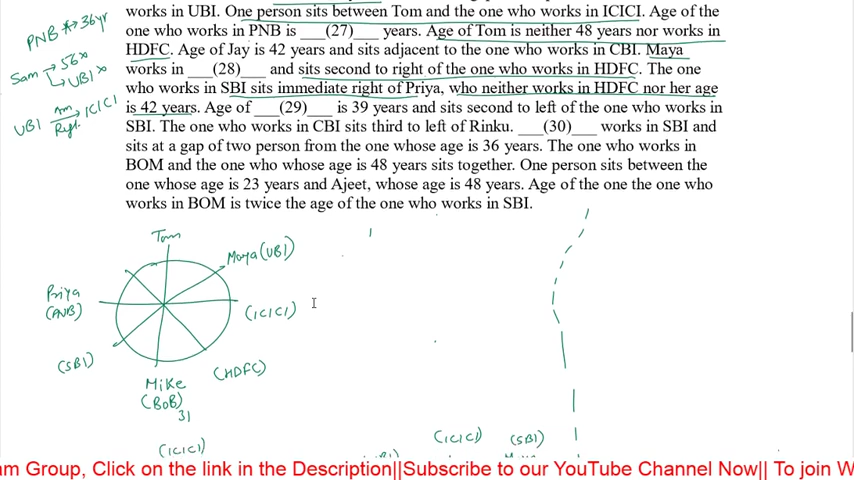 works in UBI. One person sits between Tom and the one who works in ICICI. Age of the
one who works in PNB is ___(27)___ years. Age of Tom is neither 48 years nor works in
HDFC. Age of Jay is 42 years and sits adjacent to the one who works in CBI. Maya
works in ___(28)___ and sits second to right of the one who works in HDFC. The one
who works in SBI sits immediate right of Priya, who neither works in HDFC nor her age
is 42 years. Age of ___(29)___ is 39 years and sits second to left of the one who works in
SBI. The one who works in CBI sits third to left of Rinku. ___(30)___ works in SBI and
sits at a gap of two person from the one whose age is 36 years. The one who works in
BOM and the one whose age is 48 years sits together. One person sits between the
one whose age is 23 years and Ajeet, whose age is 48 years. Age of the one the one who
works in BOM is twice the age of the one who works in SBI.
PNB → 36yr
Sam → 56×
→ UBI×
UBI → ICICI
Tom
Maya (UBI)
Priya
(PNB)
(ICICI)
(SBI)
(HDFC)
Mike
(BOB)
31
(ICICI)
(ICICI) (SBI)
am Group, Click on the link in the Description||Subscribe to our YouTube Channel Now|| To join W